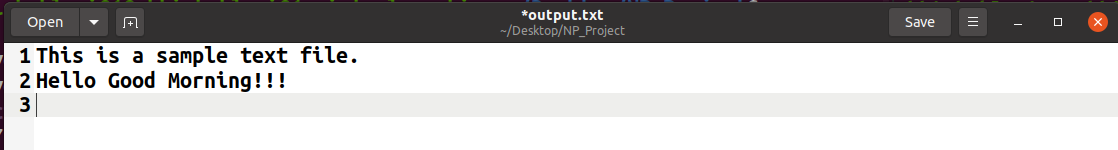 Open
*output.txt
~/Desktop/NP_Project
Save
1 This is a sample text file.
2 Hello Good Morning!!!
3